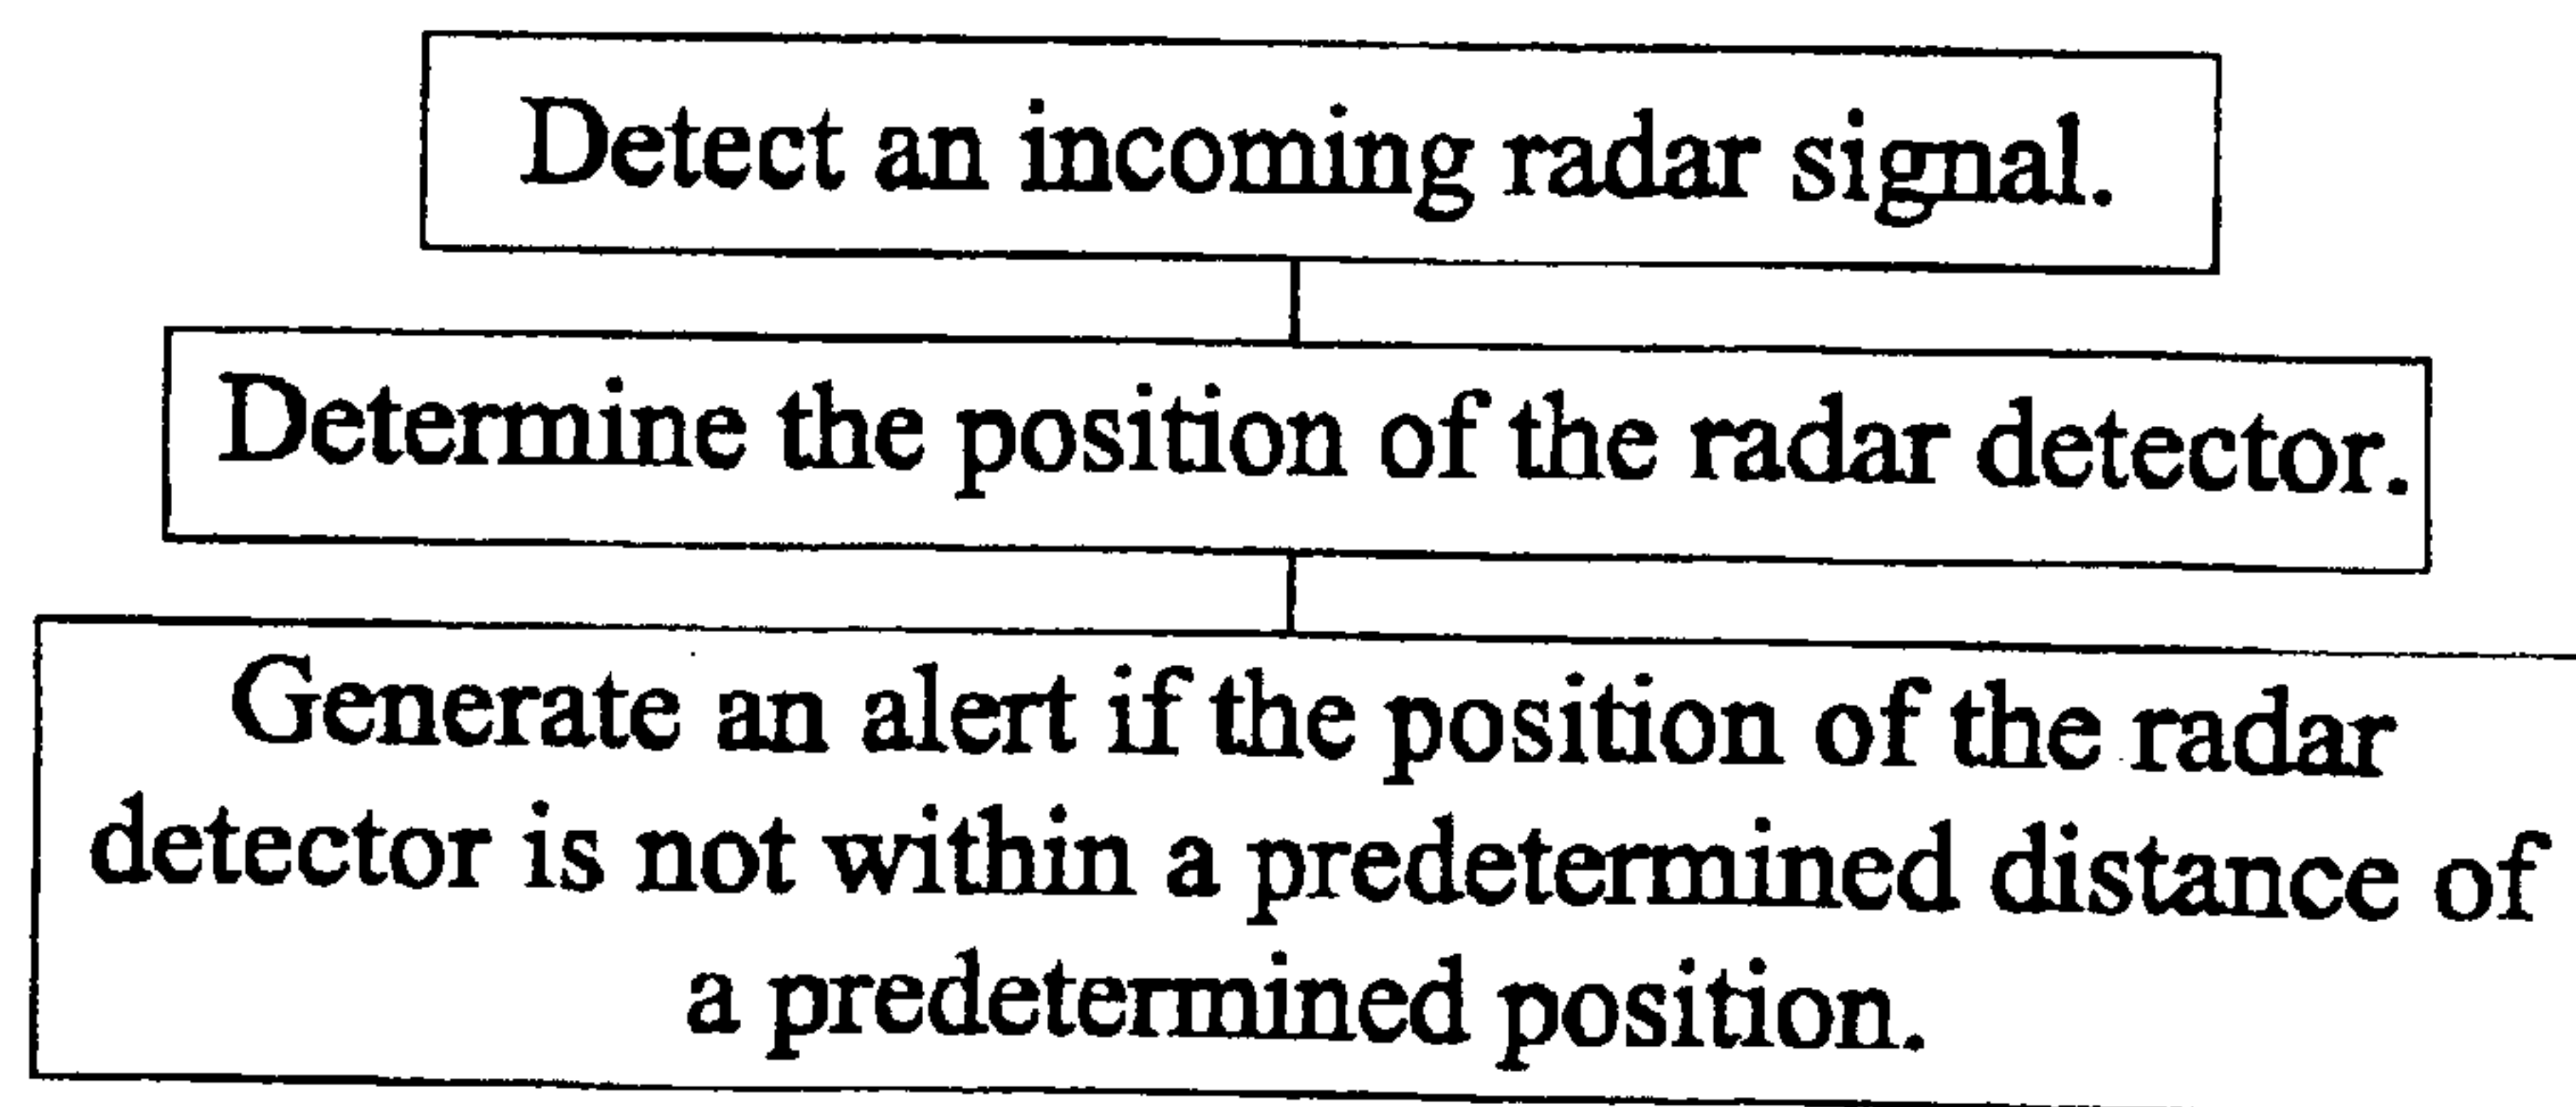 Detect an incoming radar signal.
Determine the position of the radar detector.
Generate an alert if the position of the radar
detector is not within a predetermined distance of
a predetermined position.